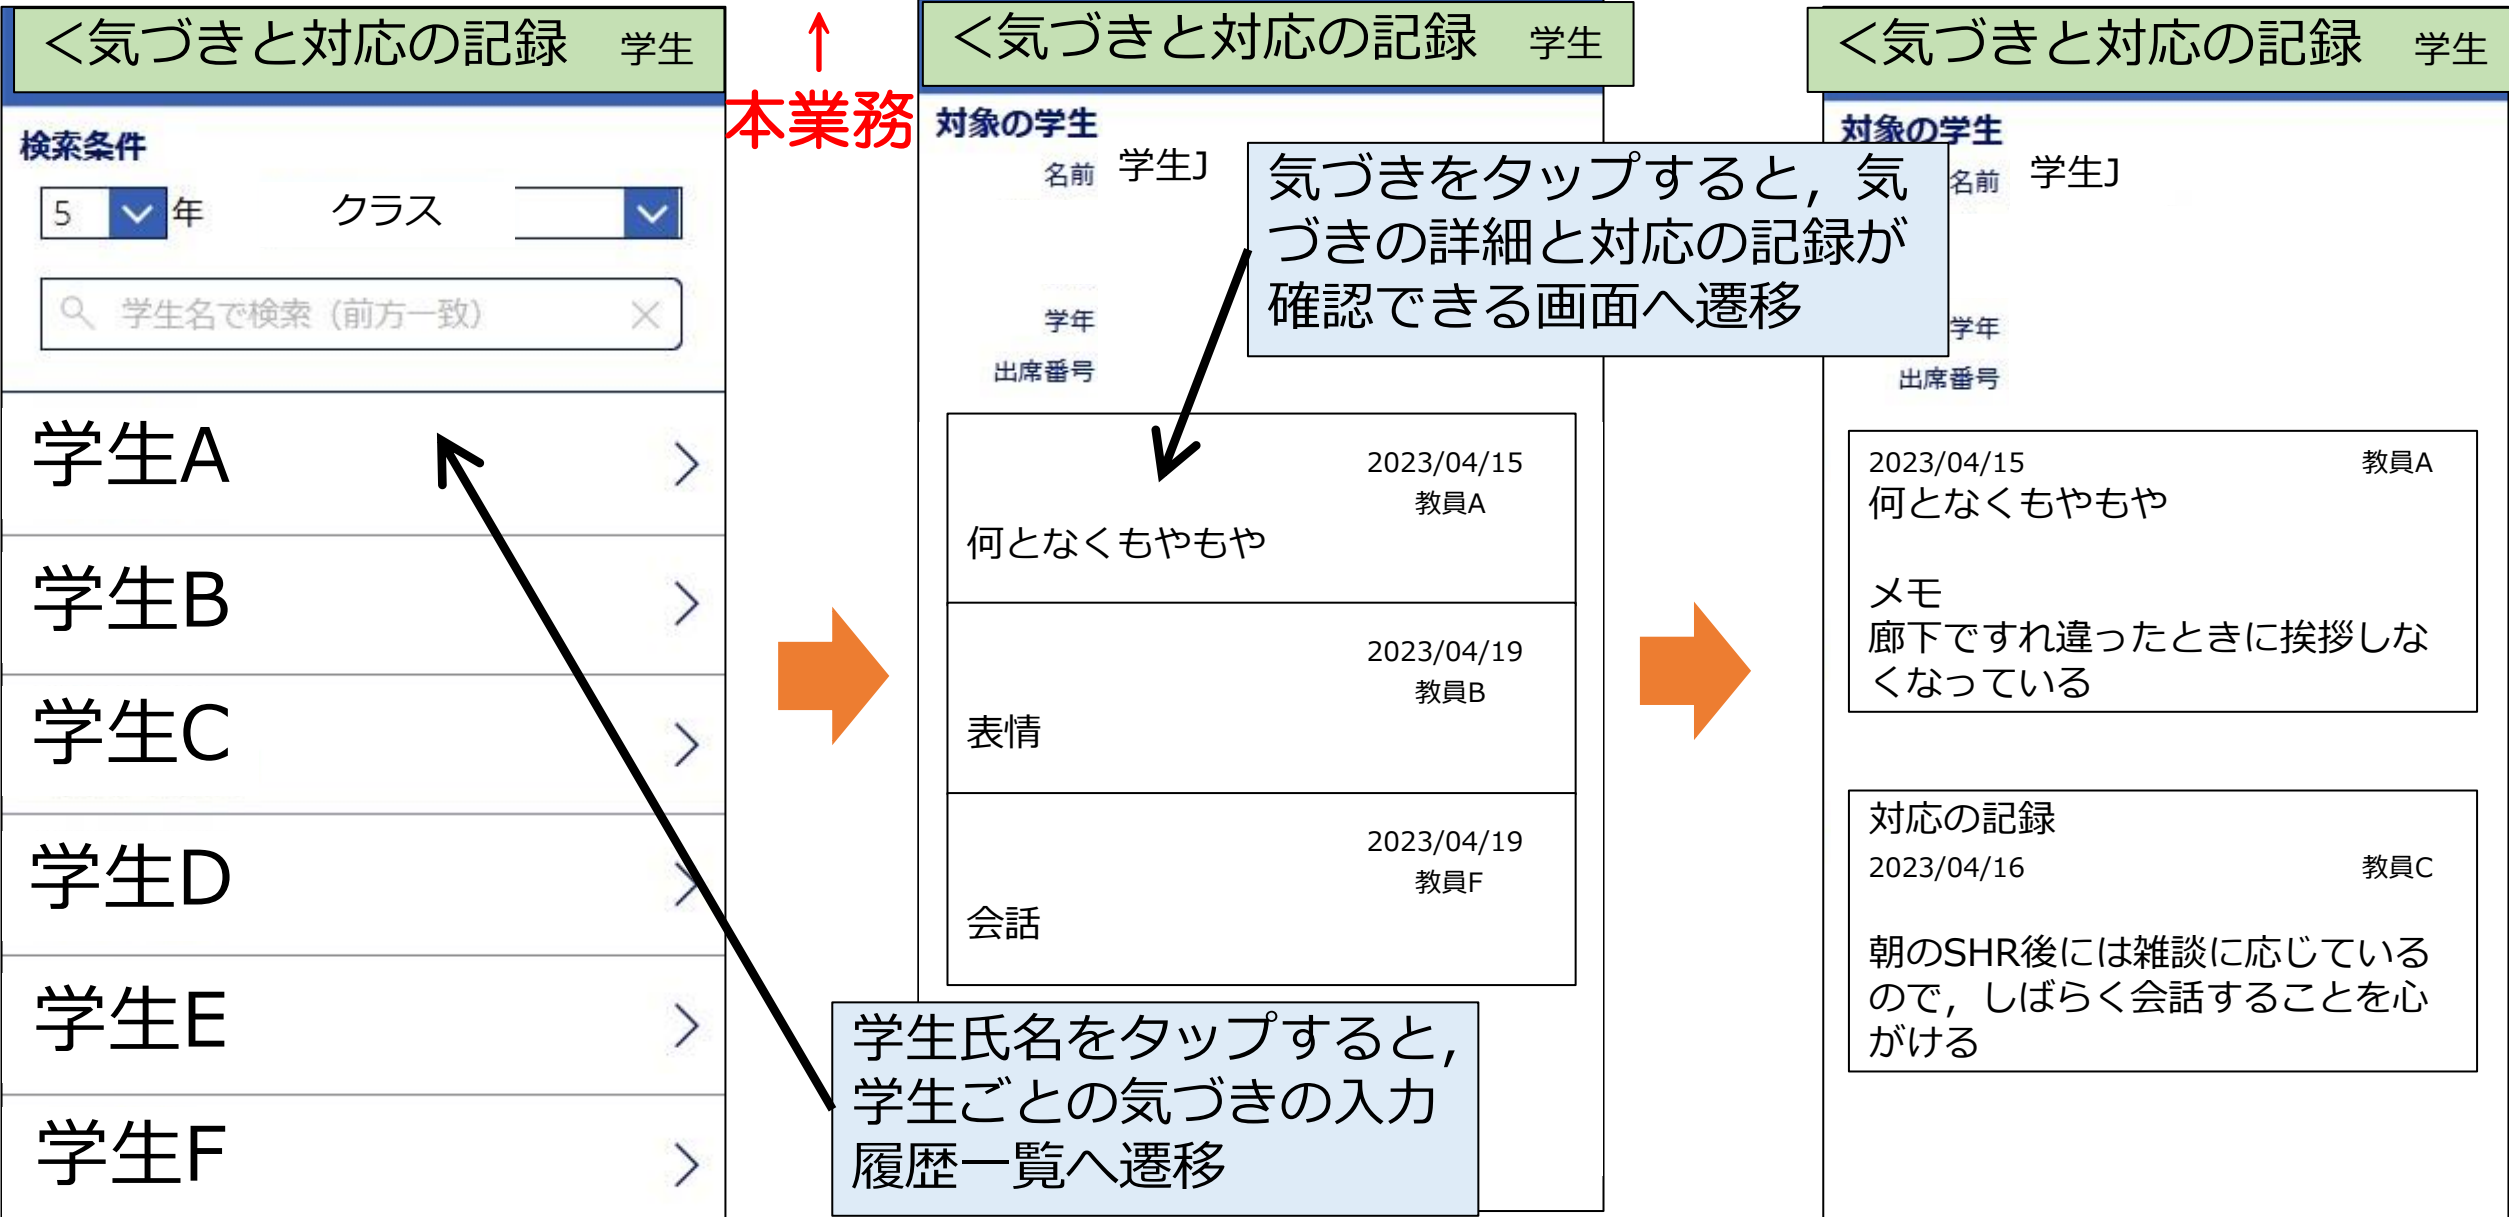 <気づきと対応の記録 学生
検索条件
5 年 クラス
学生名で検索（前方一致）
学生A
学生B
学生C
学生D
学生E
学生F
↑
本業務
<気づきと対応の記録 学生
対象の学生
名前 学生J
学年
出席番号
気づきをタップすると，気
づきの詳細と対応の記録が
確認できる画面へ遷移
2023/04/15
教員A
何となくもやもや
2023/04/19
教員B
表情
2023/04/19
教員F
会話
学生氏名をタップすると，
学生ごとの気づきの入力
履歴一覧へ遷移
<気づきと対応の記録 学生
対象の学生
名前 学生J
学年
出席番号
2023/04/15 教員A
何となくもやもや
メモ
廊下ですれ違ったときに挨拶しな
くなっている
対応の記録
2023/04/16 教員C
朝のSHR後には雑談に応じている
ので，しばらく会話することを心
がける